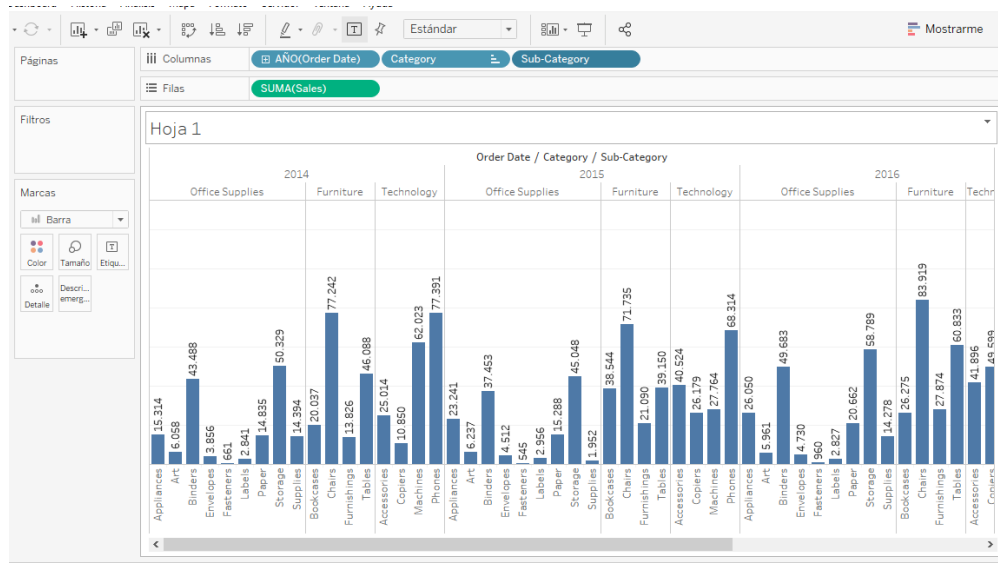 Estándar
Mostrarme
Páginas
Columnas
AÑO(Order Date)
Category
Sub-Category
Filas
SUMA(Sales)
Filtros
Hoja 1
Marcas
Barra
Color
Tamaño
Etiqu...
Detalle
Descri...
emerg...
Order Date / Category / Sub-Category
2014
2015
2016
Office Supplies Furniture Technology Office Supplies Furniture Technology Office Supplies Furniture Techn
15.314 6.058 43.488 3.856 661 2.841 14.835 50.329 14.394 20.037 77.242 13.826 46.088 25.014 10.850 62.023 77.391 23.241 6.237 37.453 4.512 545 2.956 15.288 45.048 1.952 38.544 71.735 21.090 39.150 40.524 26.179 27.764 68.314 26.050 5.961 49.683 4.730 960 2.827 20.662 58.789 14.278 26.275 83.919 27.874 60.833 41.896 49.599
Appliances Art Binders Envelopes Fasteners Labels Paper Storage Supplies Bookcases Chairs Furnishings Tables Accessories Copiers Machines Phones Appliances Art Binders Envelopes Fasteners Labels Paper Storage Supplies Bookcases Chairs Furnishings Tables Accessories Copiers Machines Phones Appliances Art Binders Envelopes Fasteners Labels Paper Storage Supplies Bookcases Chairs Furnishings Tables Accessories Copiers